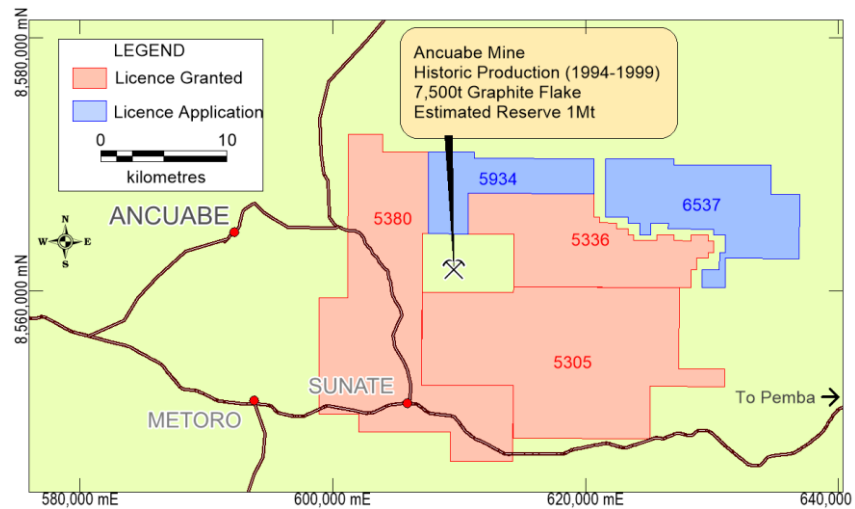 LEGEND
Licence Granted
Licence Application
0
10
kilometres
Ancuabe Mine
Historic Production (1994-1999)
7,500t Graphite Flake
Estimated Reserve 1Mt
8,580,000 mN
8,560,000 mN
N
W
E
S
ANCUABE
5380
5934
6537
5336
5305
SUNATE
METORO
To Pemba
580,000 mE
600,000 mE
620,000 mE
640,000